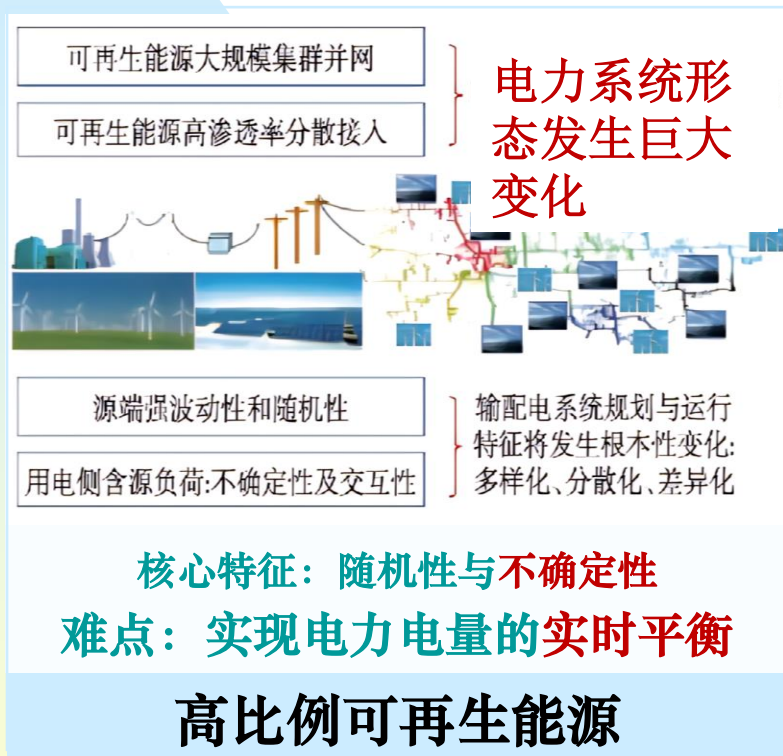 可再生能源大规模集群并网
可再生能源高渗透率分散接入
电力系统形
态发生巨大
变化
源端强波动性和随机性
用电侧含源负荷:不确定性及交互性
输配电系统规划与运行
特征将发生根本性变化:
多样化、分散化、差异化
核心特征：随机性与不确定性
难点：实现电力电量的实时平衡
高比例可再生能源